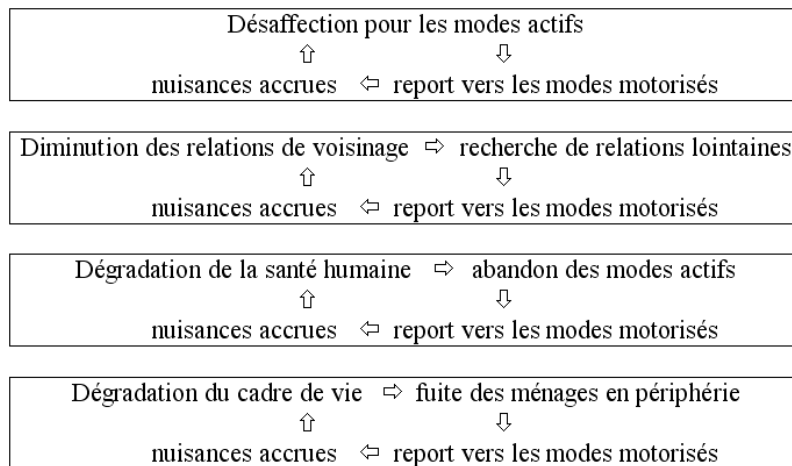 Désaffection pour les modes actifs
⇧ ⇩
nuisances accrues ⇦ report vers les modes motorisés
Diminution des relations de voisinage ⇨ recherche de relations lointaines
⇧ ⇩
nuisances accrues ⇦ report vers les modes motorisés
Dégradation de la santé humaine ⇨ abandon des modes actifs
⇧ ⇩
nuisances accrues ⇦ report vers les modes motorisés
Dégradation du cadre de vie ⇨ fuite des ménages en périphérie
⇧ ⇩
nuisances accrues ⇦ report vers les modes motorisés